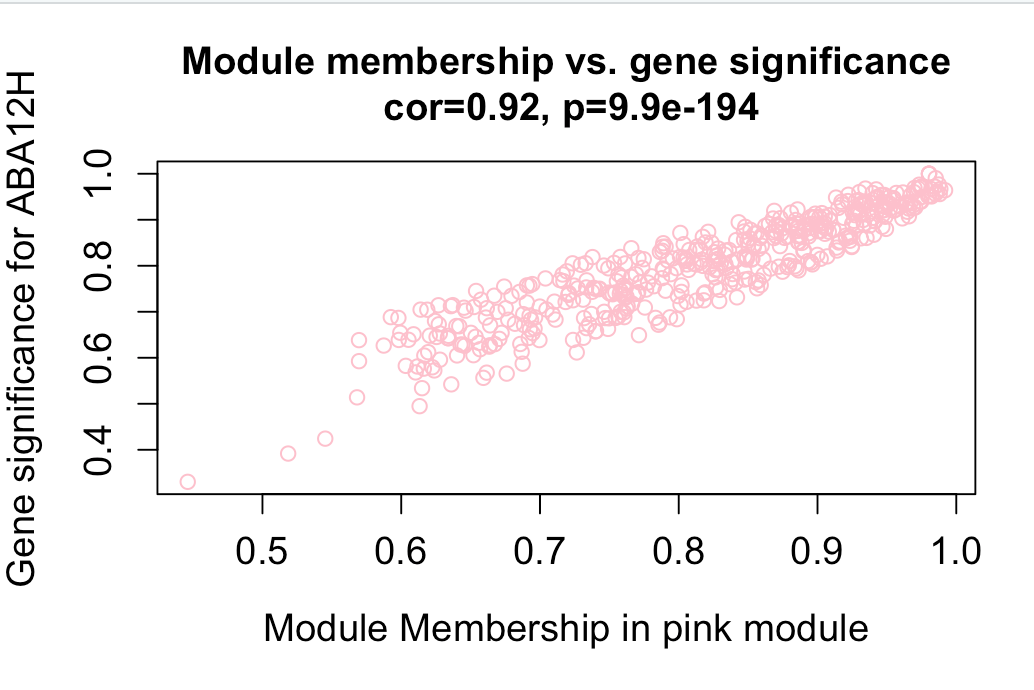 Module membership vs. gene significance
cor=0.92, p=9.9e-194
Gene significance for ABA12H
1.0
0.8
0.6
0.4
0.5 0.6 0.7 0.8 0.9 1.0
Module Membership in pink module